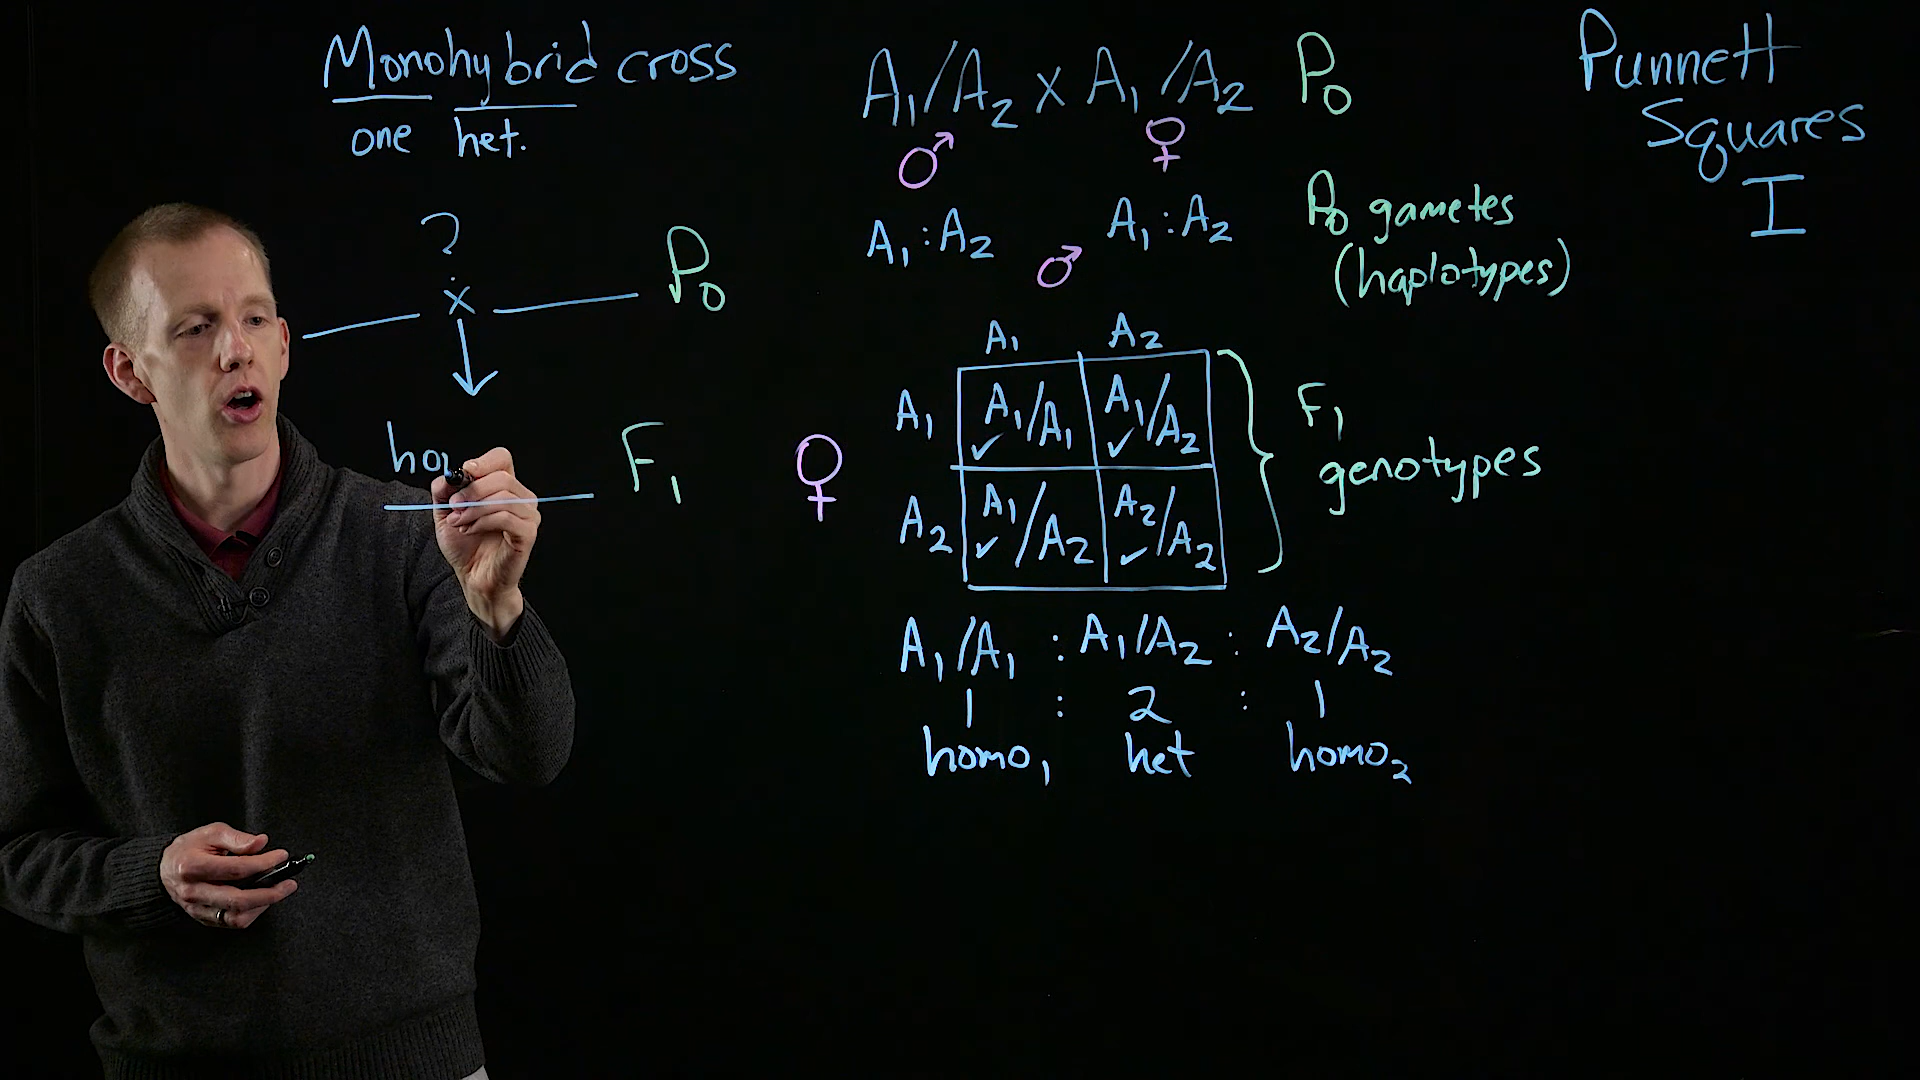 Monohybrid cross
one het.
?
x
P₀
ho
F₁
A₁/A₂ x A₁/A₂ P₀
♂ ♀
A₁:A₂ A₁:A₂ P₀ gametes
(haplotypes)
♂
A₁ A₂
A₁ A₁/A₁ ✓ A₁/A₂ ✓
♀
A₂ A₁/A₂ ✓ A₂/A₂ ✓
F₁
genotypes
A₁/A₁ : A₁/A₂ : A₂/A₂
1 : 2 : 1
homo₁ het homo₂
Punnett
Squares
I